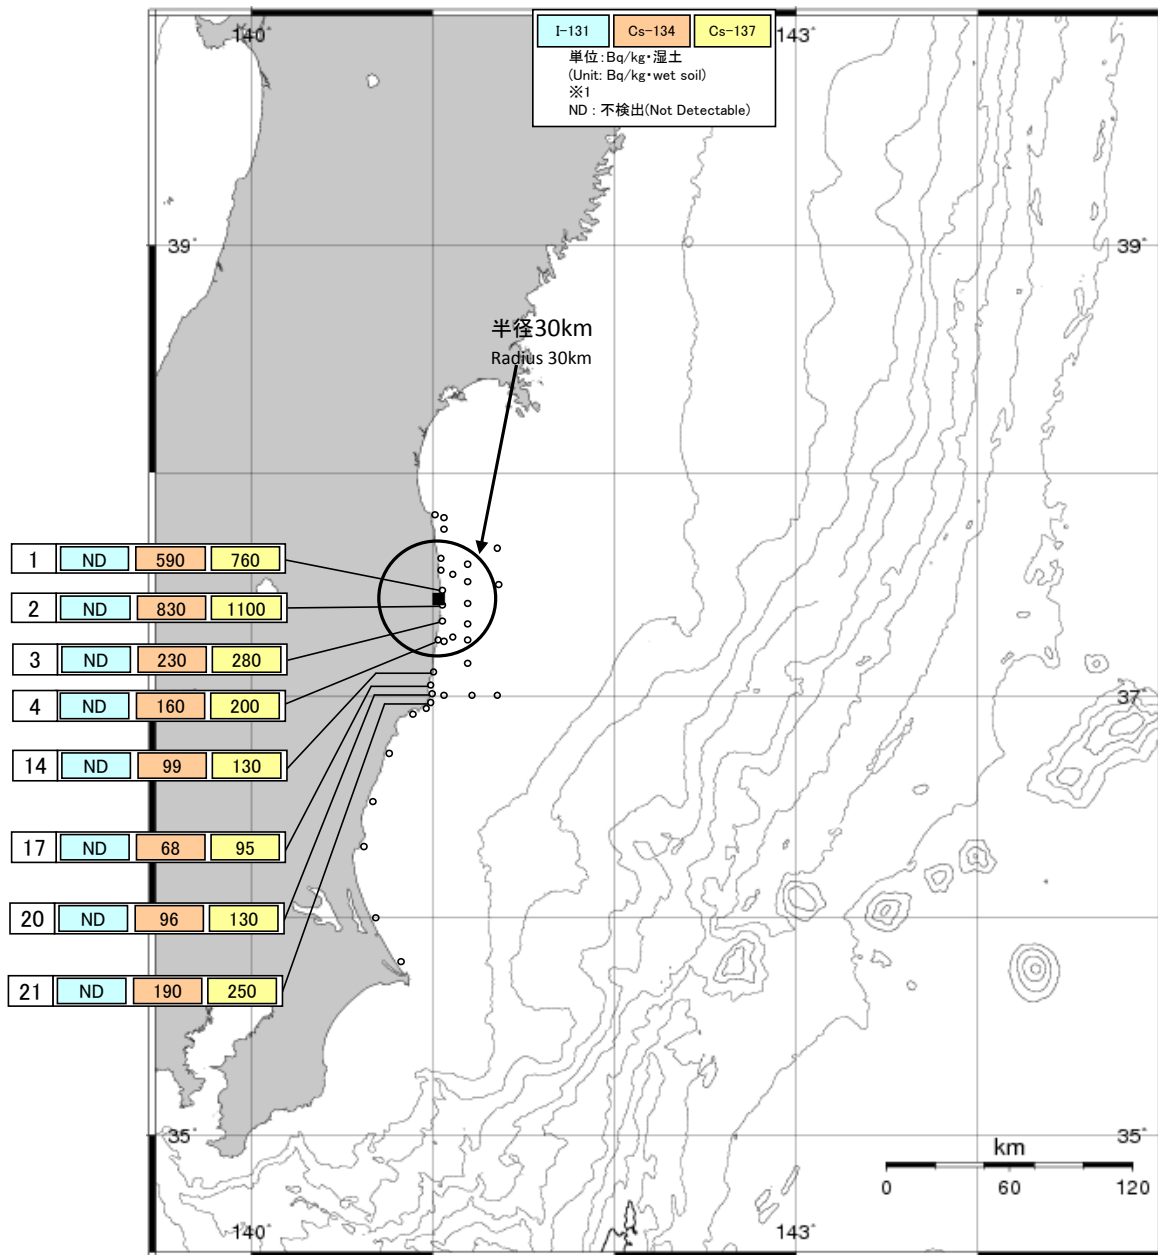 140°
143°
I-131 Cs-134 Cs-137
単位:Bq/kg・湿土
(Unit: Bq/kg・wet soil)
※1
ND : 不検出(Not Detectable)
39°
39°
半径30km
Radius 30km
1 ND 590 760
2 ND 830 1100
3 ND 230 280
4 ND 160 200
37°
14 ND 99 130
17 ND 68 95
20 ND 96 130
21 ND 190 250
35°
35°
km
0 60 120
140°
143°